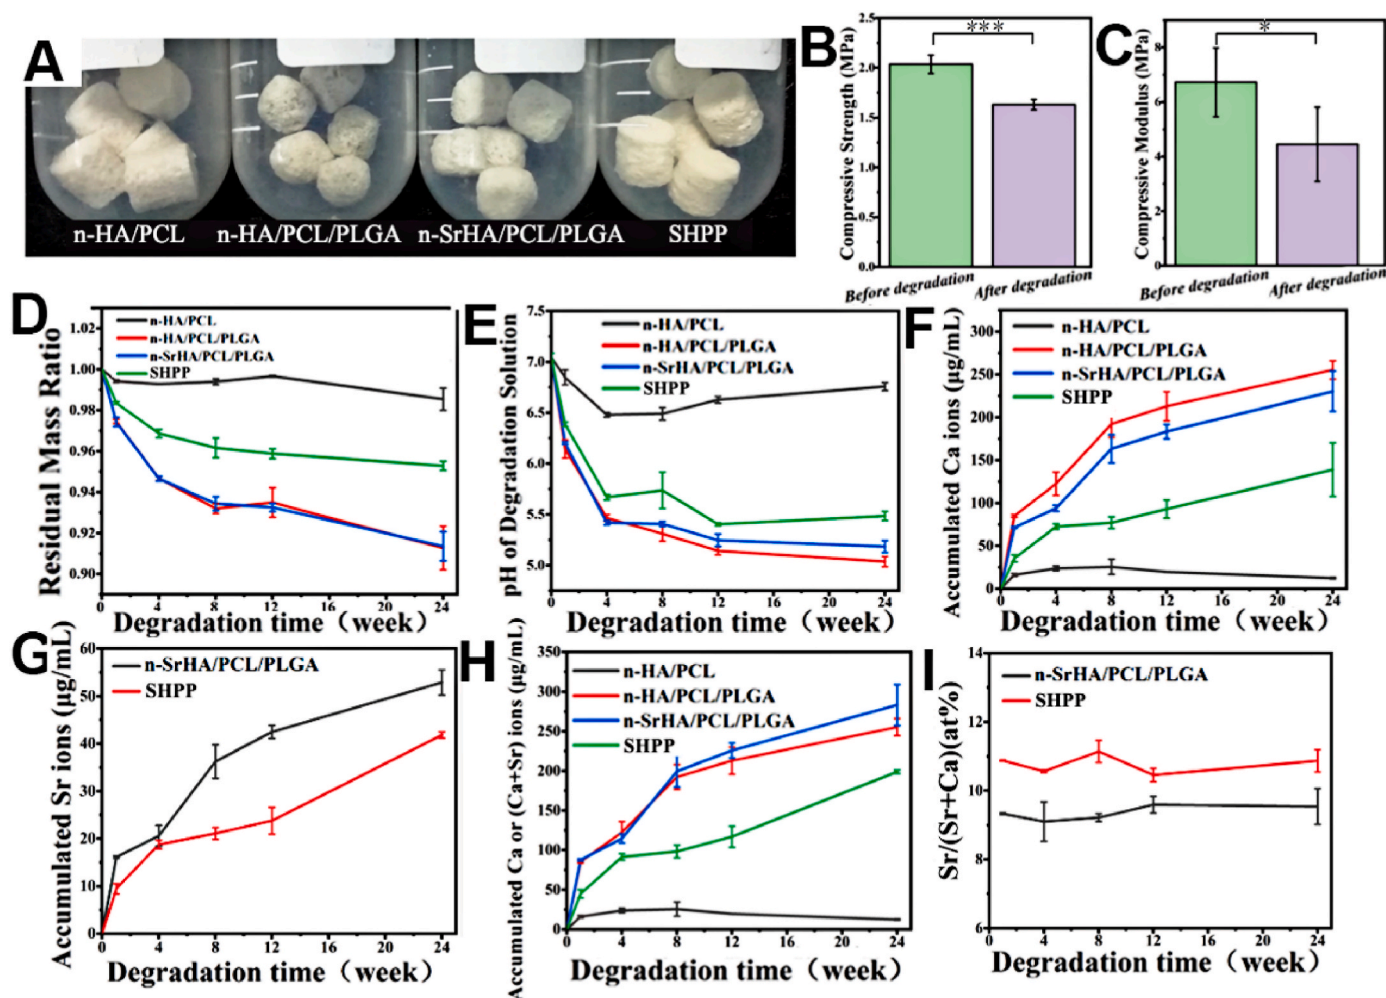 A
n-HA/PCL n-HA/PCL/PLGA n-SrHA/PCL/PLGA SHPP
B
Compressive Strength (MPa)
2.5
2.0
1.5
1.0
0.5
0.0
***
Before degradation After degradation
C
Compressive Modulus (MPa)
8
6
4
2
0
*
Before degradation After degradation
D
Residual Mass Ratio
1.02
1.00
0.98
0.96
0.94
0.92
0.90
n-HA/PCL
n-HA/PCL/PLGA
n-SrHA/PCL/PLGA
SHPP
0 4 8 12 16 20 24
Degradation time（week）
E
pH of Degradation Solution
7.5
7.0
6.5
6.0
5.5
5.0
n-HA/PCL
n-HA/PCL/PLGA
n-SrHA/PCL/PLGA
SHPP
0 4 8 12 16 20 24
Degradation time（week）
F
Accumulated Ca ions (μg/mL)
300
250
200
150
100
50
0
n-HA/PCL
n-HA/PCL/PLGA
n-SrHA/PCL/PLGA
SHPP
0 4 8 12 16 20 24
Degradation time（week）
G
Accumulated Sr ions (μg/mL)
60
50
40
30
20
10
0
n-SrHA/PCL/PLGA
SHPP
0 4 8 12 16 20 24
Degradation time（week）
H
Accumulated Ca or (Ca+Sr) ions (μg/mL)
350
300
250
200
150
100
50
0
n-HA/PCL
n-HA/PCL/PLGA
n-SrHA/PCL/PLGA
SHPP
0 4 8 12 16 20 24
Degradation time（week）
I
Sr/(Sr+Ca)(at%)
14
12
10
8
6
n-SrHA/PCL/PLGA
SHPP
0 4 8 12 16 20 24
Degradation time（week）